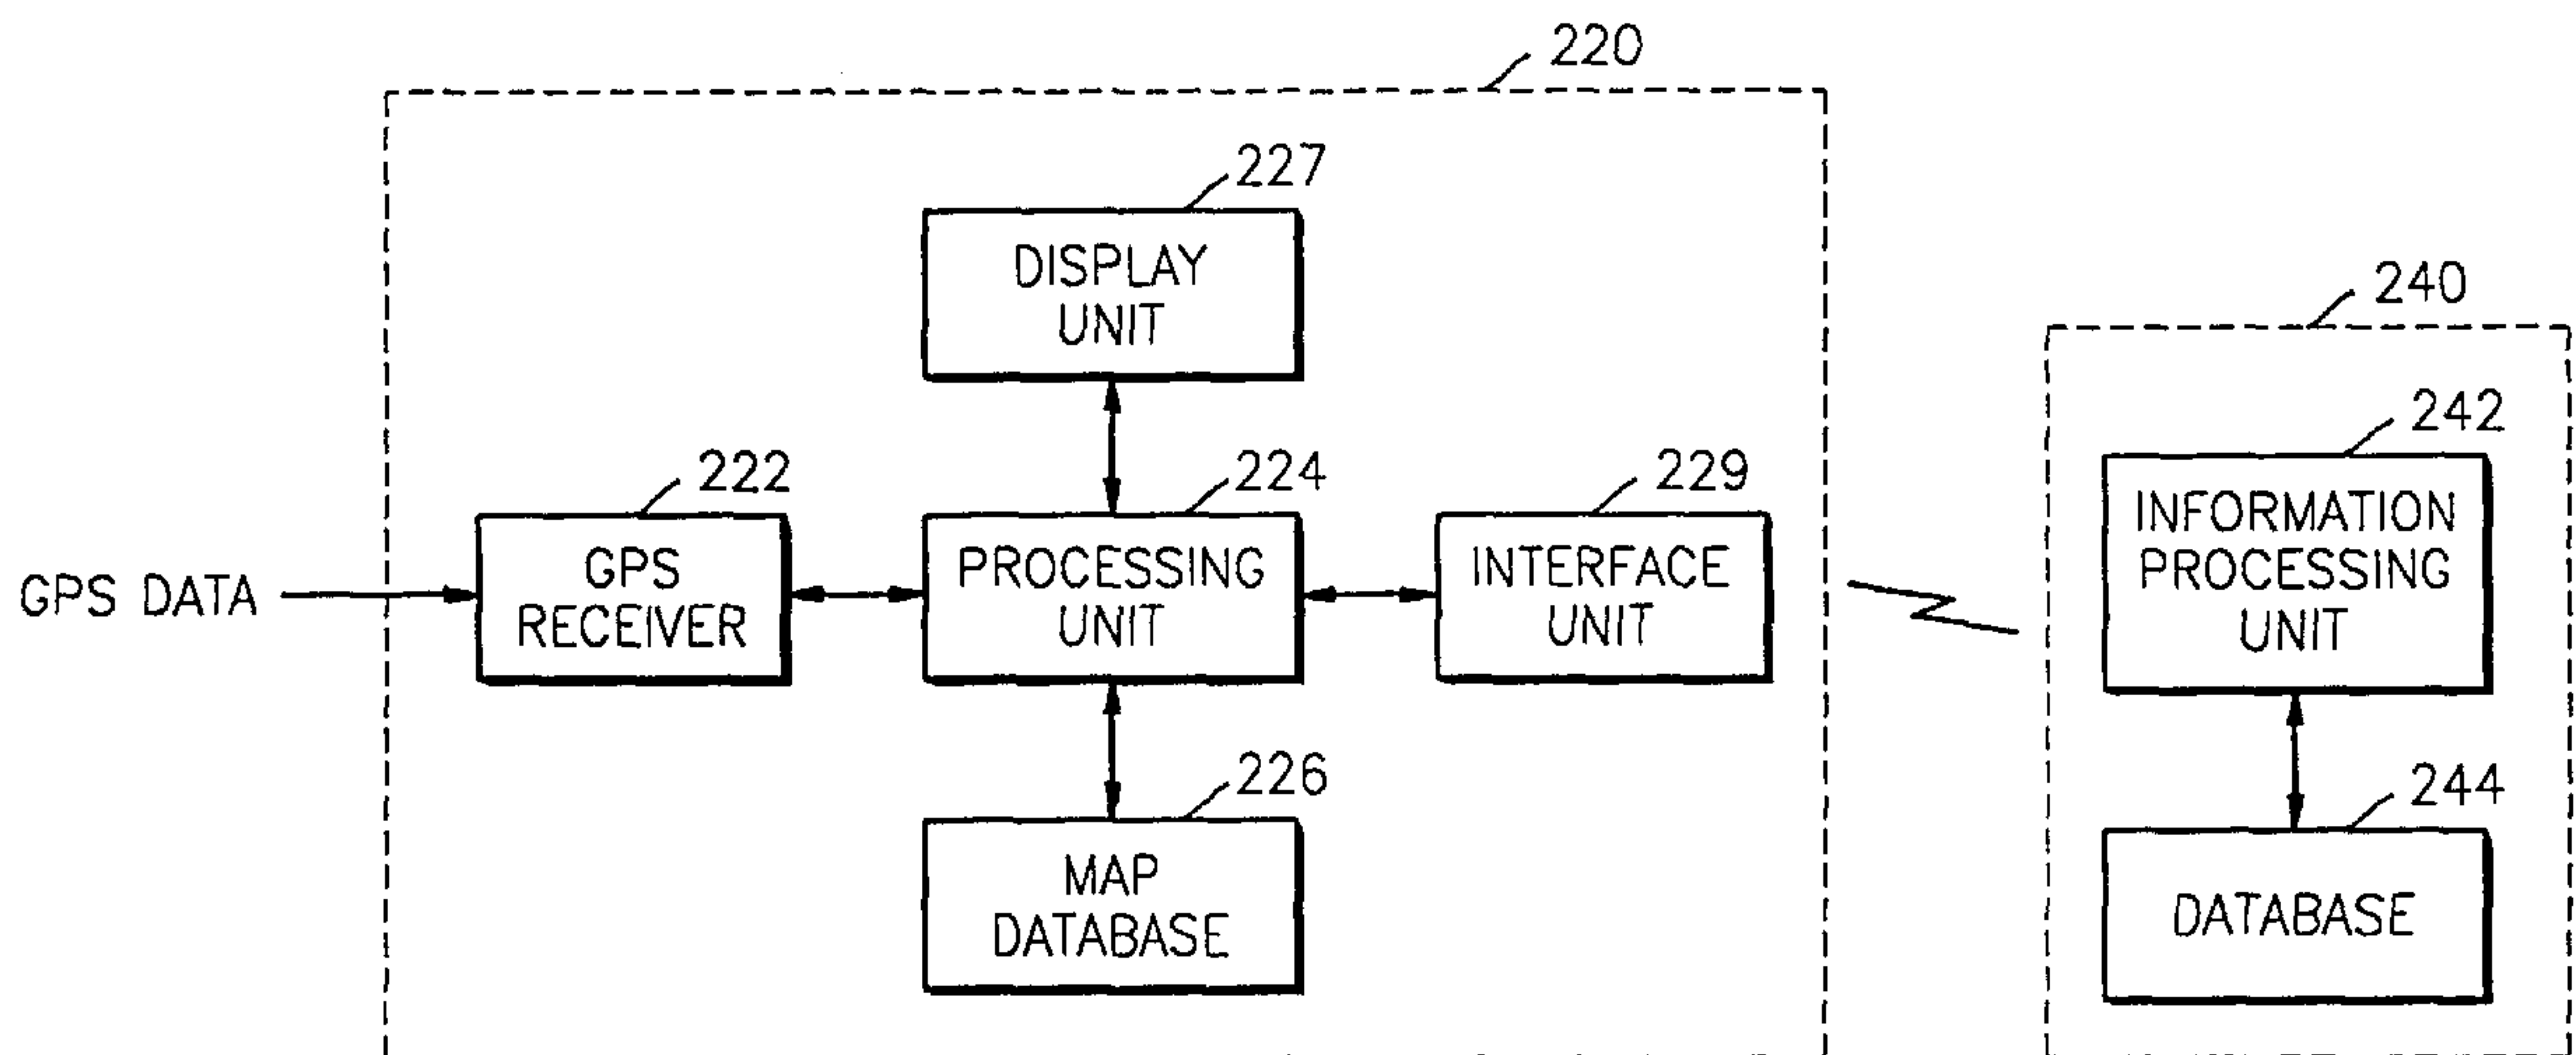 220
227
DISPLAY
UNIT
240
242
INFORMATION
PROCESSING
UNIT
222
224
229
GPS DATA
GPS
RECEIVER
PROCESSING
UNIT
INTERFACE
UNIT
226
MAP
DATABASE
244
DATABASE